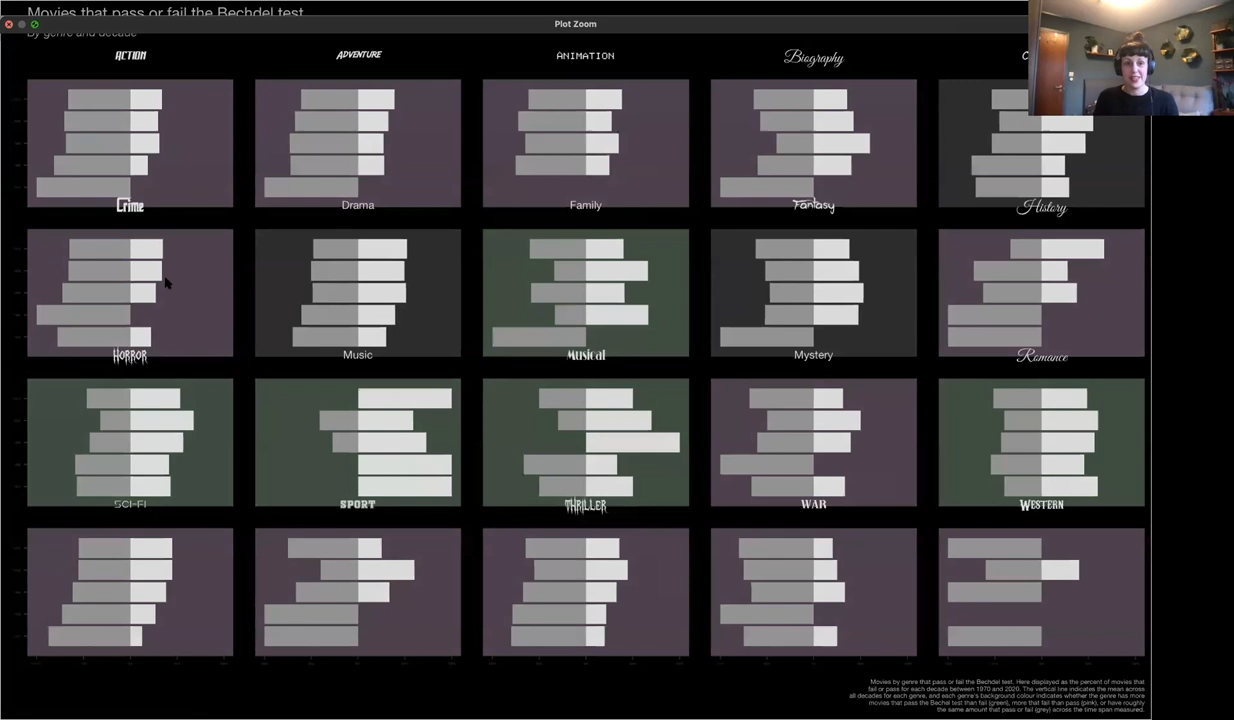 Movies that pass or fail the Bechdel test
Plot Zoom
By genre and decade
ACTION
ADVENTURE
ANIMATION
Biography
C
Crime
Drama
Family
Fantasy
History
HORROR
Music
Musical
Mystery
Romance
SCI-FI
SPORT
THRILLER
WAR
WESTERN
Movies by genre that pass or fail the Bechdel test. Here displayed as the percent of movies that
fail or pass for each decade between 1970 and 2020. The vertical line indicates the mean across
all decades for each genre, and each genre's background colour indicates whether the genre has more
movies that pass the Bechel test than fail (green), more that fail than pass (pink), or have roughly
the same amount that pass or fail (grey) across the time span measured.